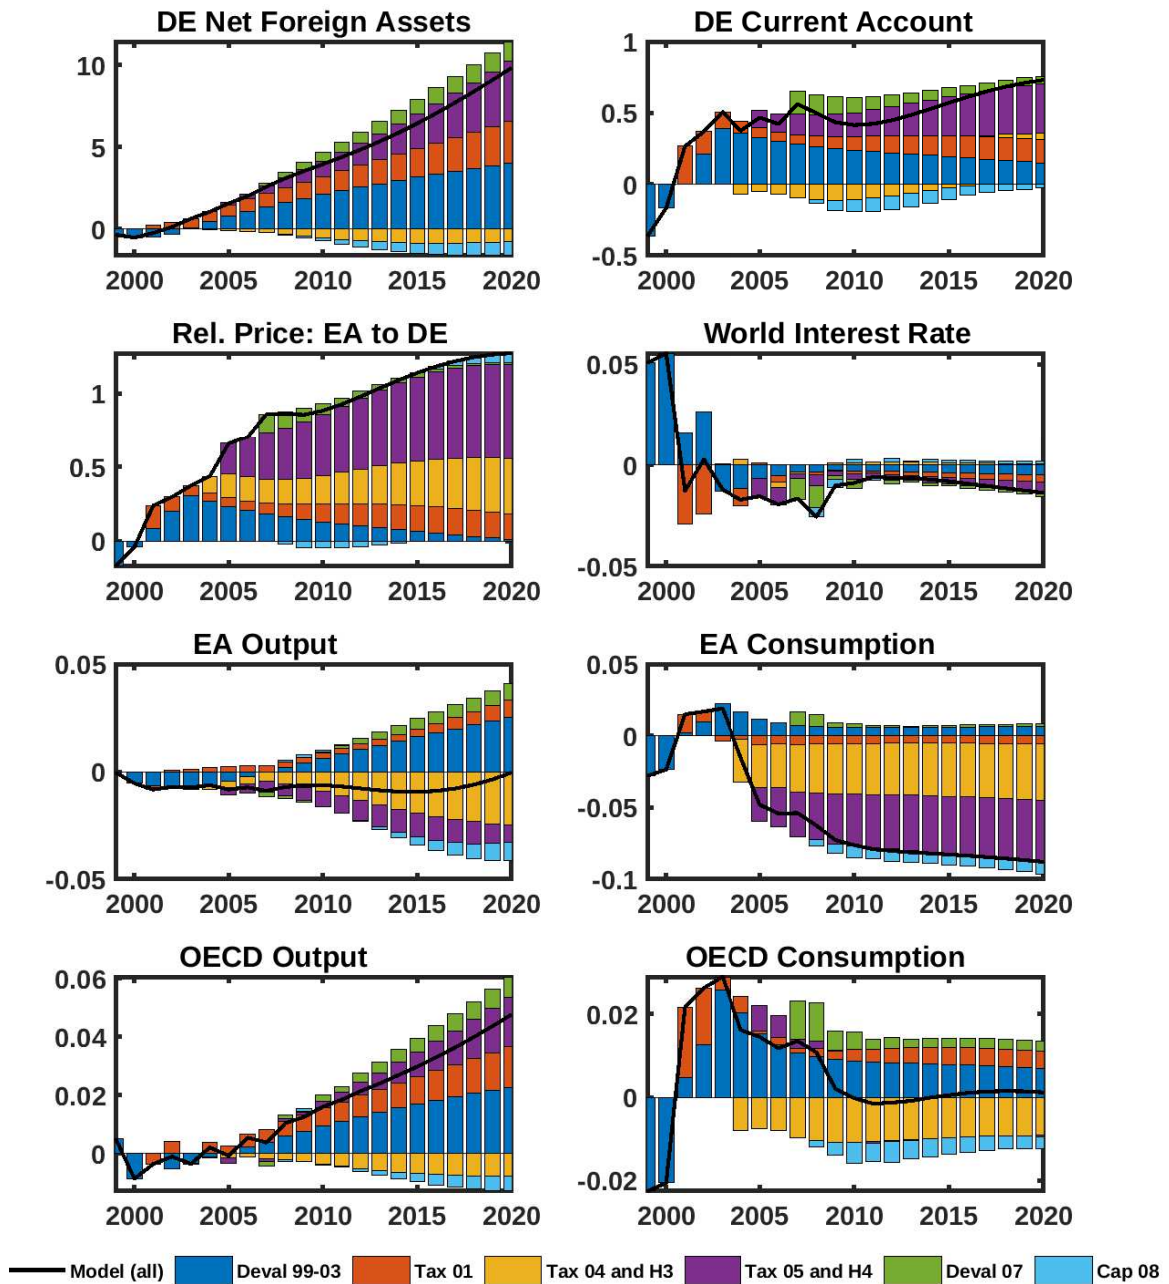 DE Net Foreign Assets
10
5
0
2000 2005 2010 2015 2020
DE Current Account
1
0.5
0
-0.5
2000 2005 2010 2015 2020
Rel. Price: EA to DE
1
0.5
0
2000 2005 2010 2015 2020
World Interest Rate
0.05
0
-0.05
2000 2005 2010 2015 2020
EA Output
0.05
0
-0.05
2000 2005 2010 2015 2020
EA Consumption
0.05
0
-0.05
-0.1
2000 2005 2010 2015 2020
OECD Output
0.06
0.04
0.02
0
2000 2005 2010 2015 2020
OECD Consumption
0.02
0
-0.02
2000 2005 2010 2015 2020
Model (all) Deval 99-03 Tax 01 Tax 04 and H3 Tax 05 and H4 Deval 07 Cap 08